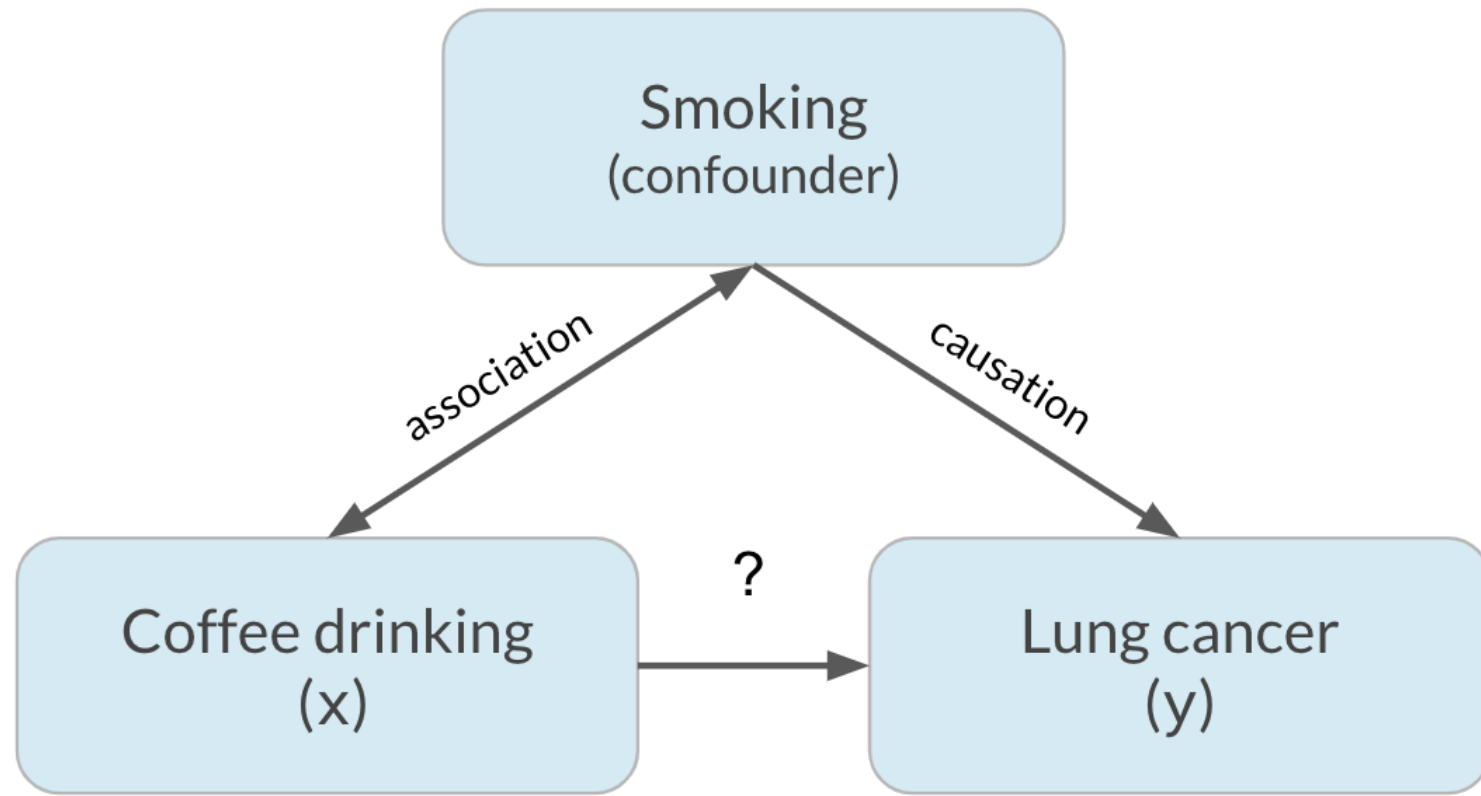 Smoking
(confounder)
association
causation
?
Coffee drinking
(x)
Lung cancer
(y)